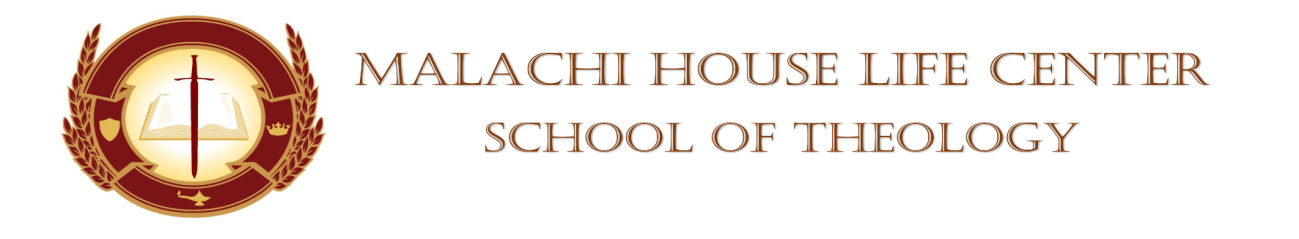 MALACHI HOUSE LIFE CENTER
SCHOOL OF THEOLOGY